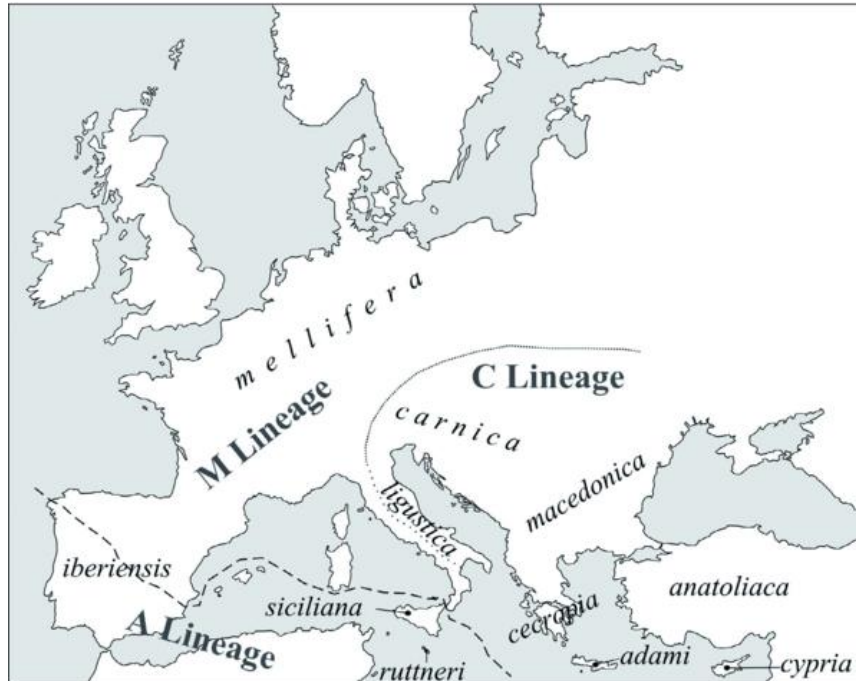 mellifera
C Lineage
M Lineage
carnica
ligustica
macedonica
iberiensis
anatoliaca
siciliana
cecropia
A Lineage
ruttneri
adami
cypria